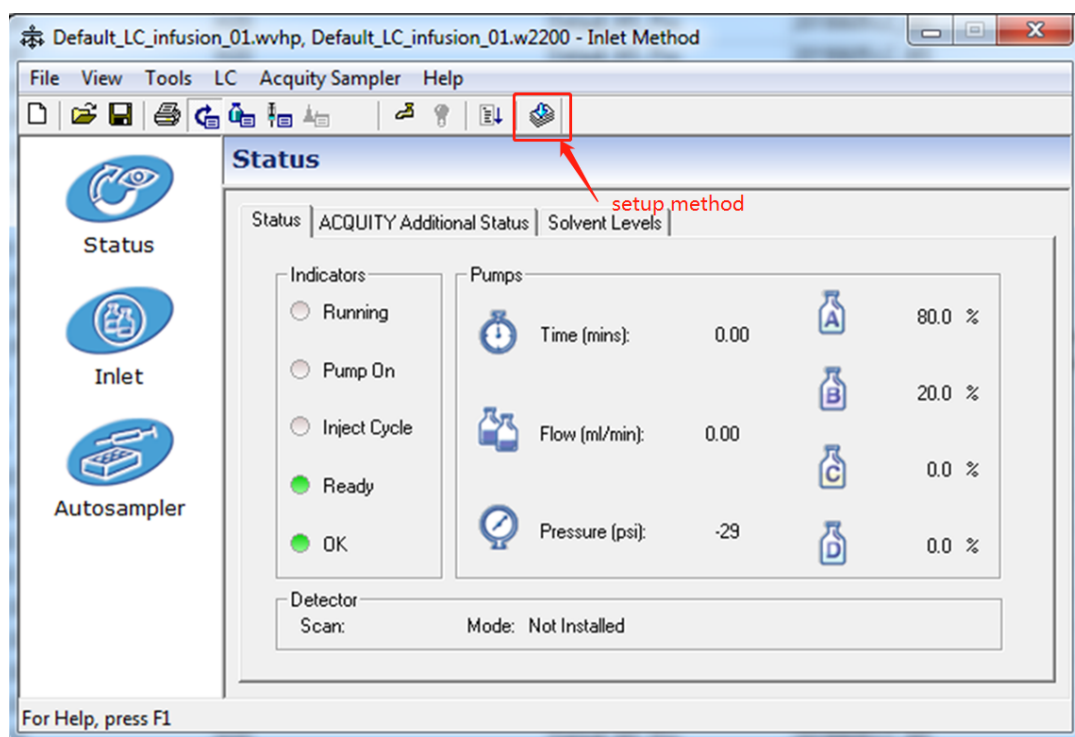 Default_LC_infusion_01.wvhp, Default_LC_infusion_01.w2200 - Inlet Method
File View Tools LC Acquity Sampler Help
setup method
Status
Inlet
Autosampler
Status
Status ACQUITY Additional Status Solvent Levels
Indicators
Running
Pump On
Inject Cycle
Ready
OK
Pumps
Time (mins): 0.00
Flow (ml/min): 0.00
Pressure (psi): -29
A 80.0 %
B 20.0 %
C 0.0 %
D 0.0 %
Detector
Scan: Mode: Not Installed
For Help, press F1